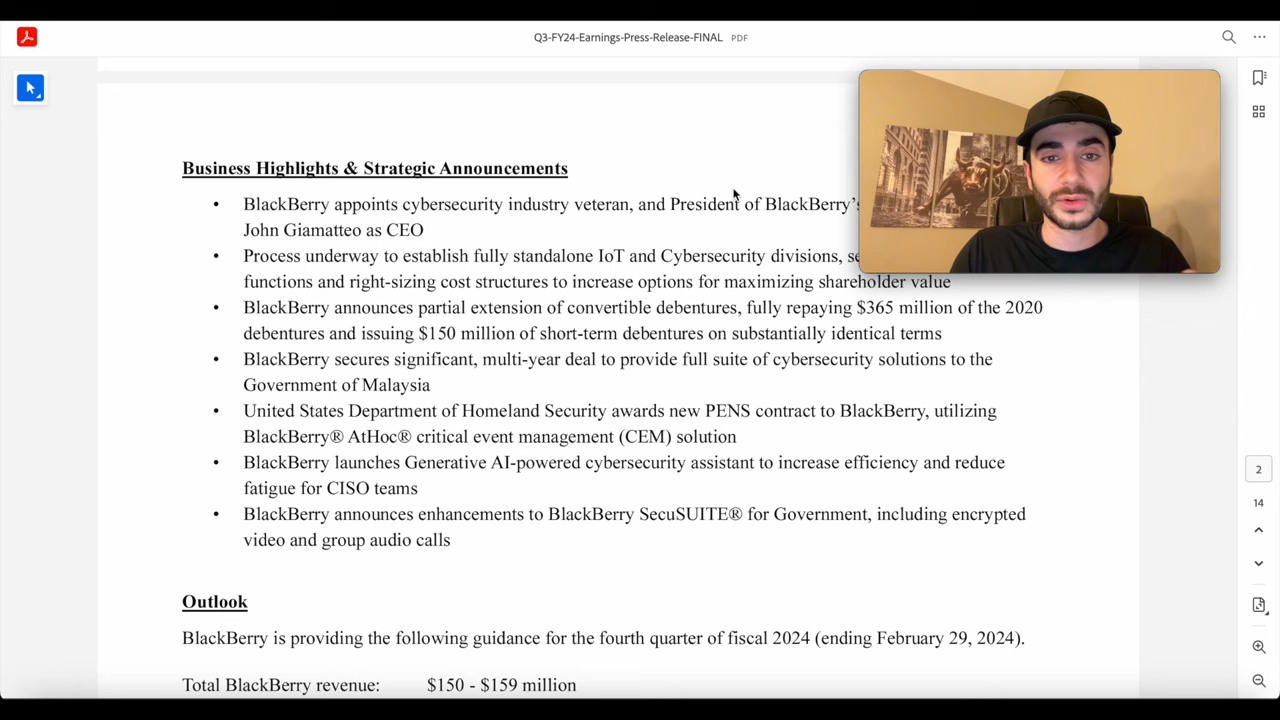 Q3-FY24-Earnings-Press-Release-FINAL PDF
Business Highlights & Strategic Announcements
• BlackBerry appoints cybersecurity industry veteran, and President of BlackBerry's
John Giamatteo as CEO
• Process underway to establish fully standalone IoT and Cybersecurity divisions, se
functions and right-sizing cost structures to increase options for maximizing shareholder value
• BlackBerry announces partial extension of convertible debentures, fully repaying $365 million of the 2020
debentures and issuing $150 million of short-term debentures on substantially identical terms
• BlackBerry secures significant, multi-year deal to provide full suite of cybersecurity solutions to the
Government of Malaysia
• United States Department of Homeland Security awards new PENS contract to BlackBerry, utilizing
BlackBerry® AtHoc® critical event management (CEM) solution
• BlackBerry launches Generative AI-powered cybersecurity assistant to increase efficiency and reduce
fatigue for CISO teams
• BlackBerry announces enhancements to BlackBerry SecuSUITE® for Government, including encrypted
video and group audio calls
Outlook
BlackBerry is providing the following guidance for the fourth quarter of fiscal 2024 (ending February 29, 2024).
Total BlackBerry revenue: $150 - $159 million
2
14